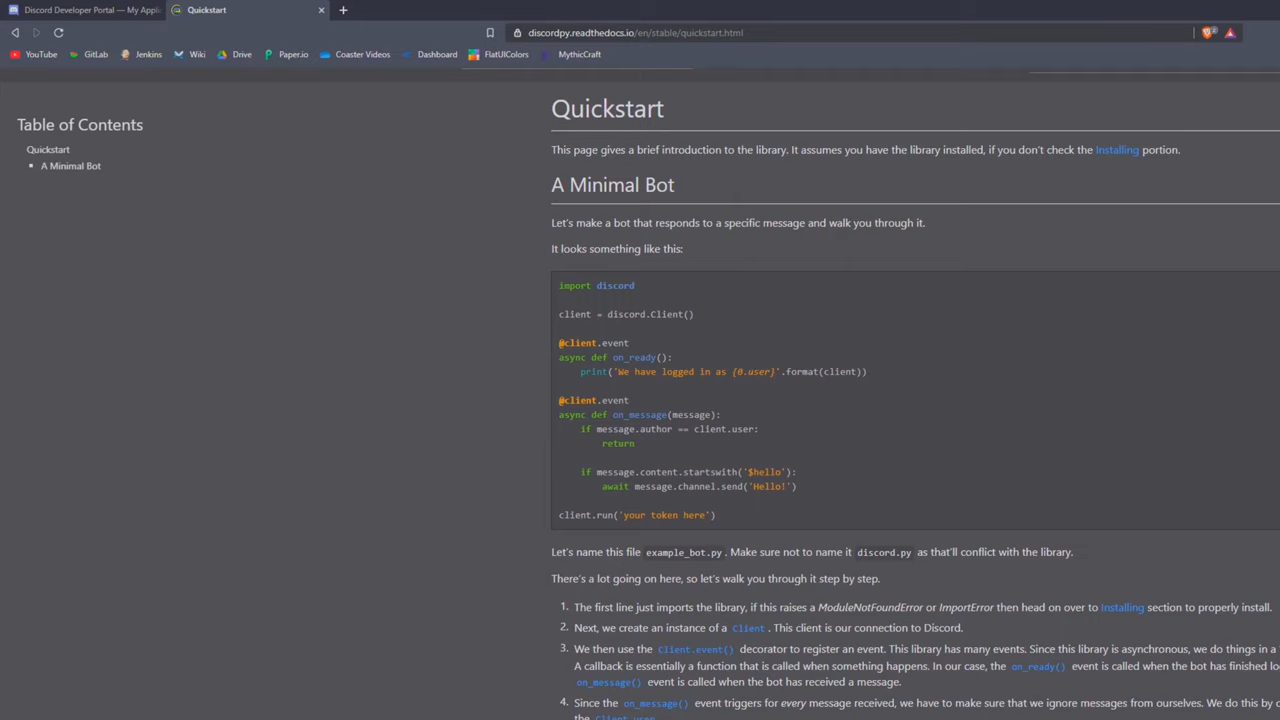 Discord Developer Portal — My Appli
Quickstart
discordpy.readthedocs.io/en/stable/quickstart.html
YouTube GitLab Jenkins Wiki Drive Paper.io Coaster Videos Dashboard FlatUIColors MythicCraft
Table of Contents
Quickstart
A Minimal Bot
Quickstart
This page gives a brief introduction to the library. It assumes you have the library installed, if you don't check the Installing portion.
A Minimal Bot
Let's make a bot that responds to a specific message and walk you through it.
It looks something like this:
import discord
client = discord.Client()
@client.event
async def on_ready():
    print('We have logged in as {0.user}'.format(client))
@client.event
async def on_message(message):
    if message.author == client.user:
        return
    if message.content.startswith('$hello'):
        await message.channel.send('Hello!')
client.run('your token here')
Let's name this file example_bot.py. Make sure not to name it discord.py as that'll conflict with the library.
There's a lot going on here, so let's walk you through it step by step.
1. The first line just imports the library, if this raises a ModuleNotFoundError or ImportError then head on over to Installing section to properly install.
2. Next, we create an instance of a Client. This client is our connection to Discord.
3. We then use the Client.event() decorator to register an event. This library has many events. Since this library is asynchronous, we do things in a
A callback is essentially a function that is called when something happens. In our case, the on_ready() event is called when the bot has finished lo
on_message() event is called when the bot has received a message.
4. Since the on_message() event triggers for every message received, we have to make sure that we ignore messages from ourselves. We do this by c
the Client.user